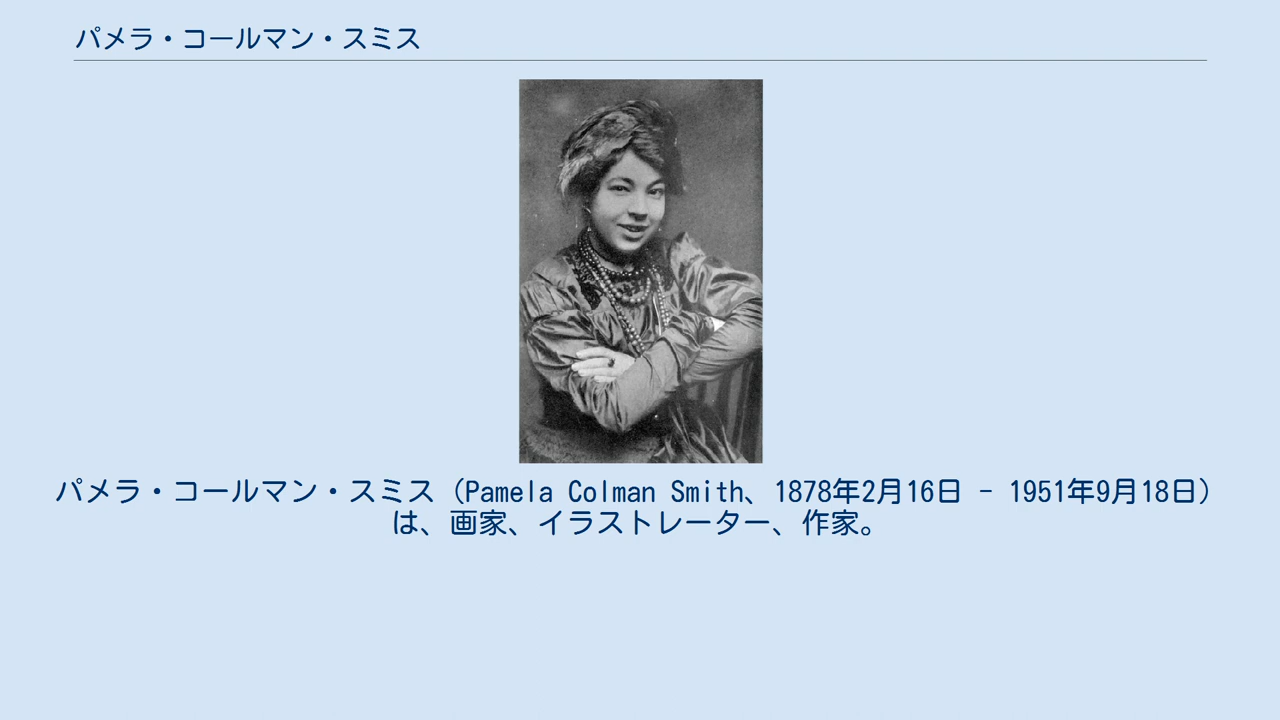 パメラ・コールマン・スミス
パメラ・コールマン・スミス（Pamela Colman Smith、1878年2月16日 - 1951年9月18日）
は、画家、イラストレーター、作家。